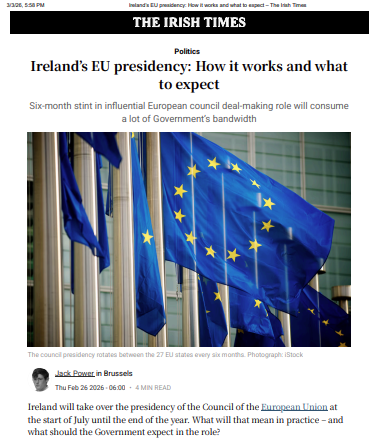 3/3/26, 5:58 PM
Ireland's EU presidency: How it works and what to expect – The Irish Times
THE IRISH TIMES
Politics
Ireland's EU presidency: How it works and what
to expect
Six-month stint in influential European council deal-making role will consume
a lot of Government's bandwidth
The council presidency rotates between the 27 EU states every six months. Photograph: iStock
Jack Power in Brussels
Thu Feb 26 2026 - 06:00 • 4 MIN READ
Ireland will take over the presidency of the Council of the European Union at
the start of July until the end of the year. What will that mean in practice – and
what should the Government expect in the role?